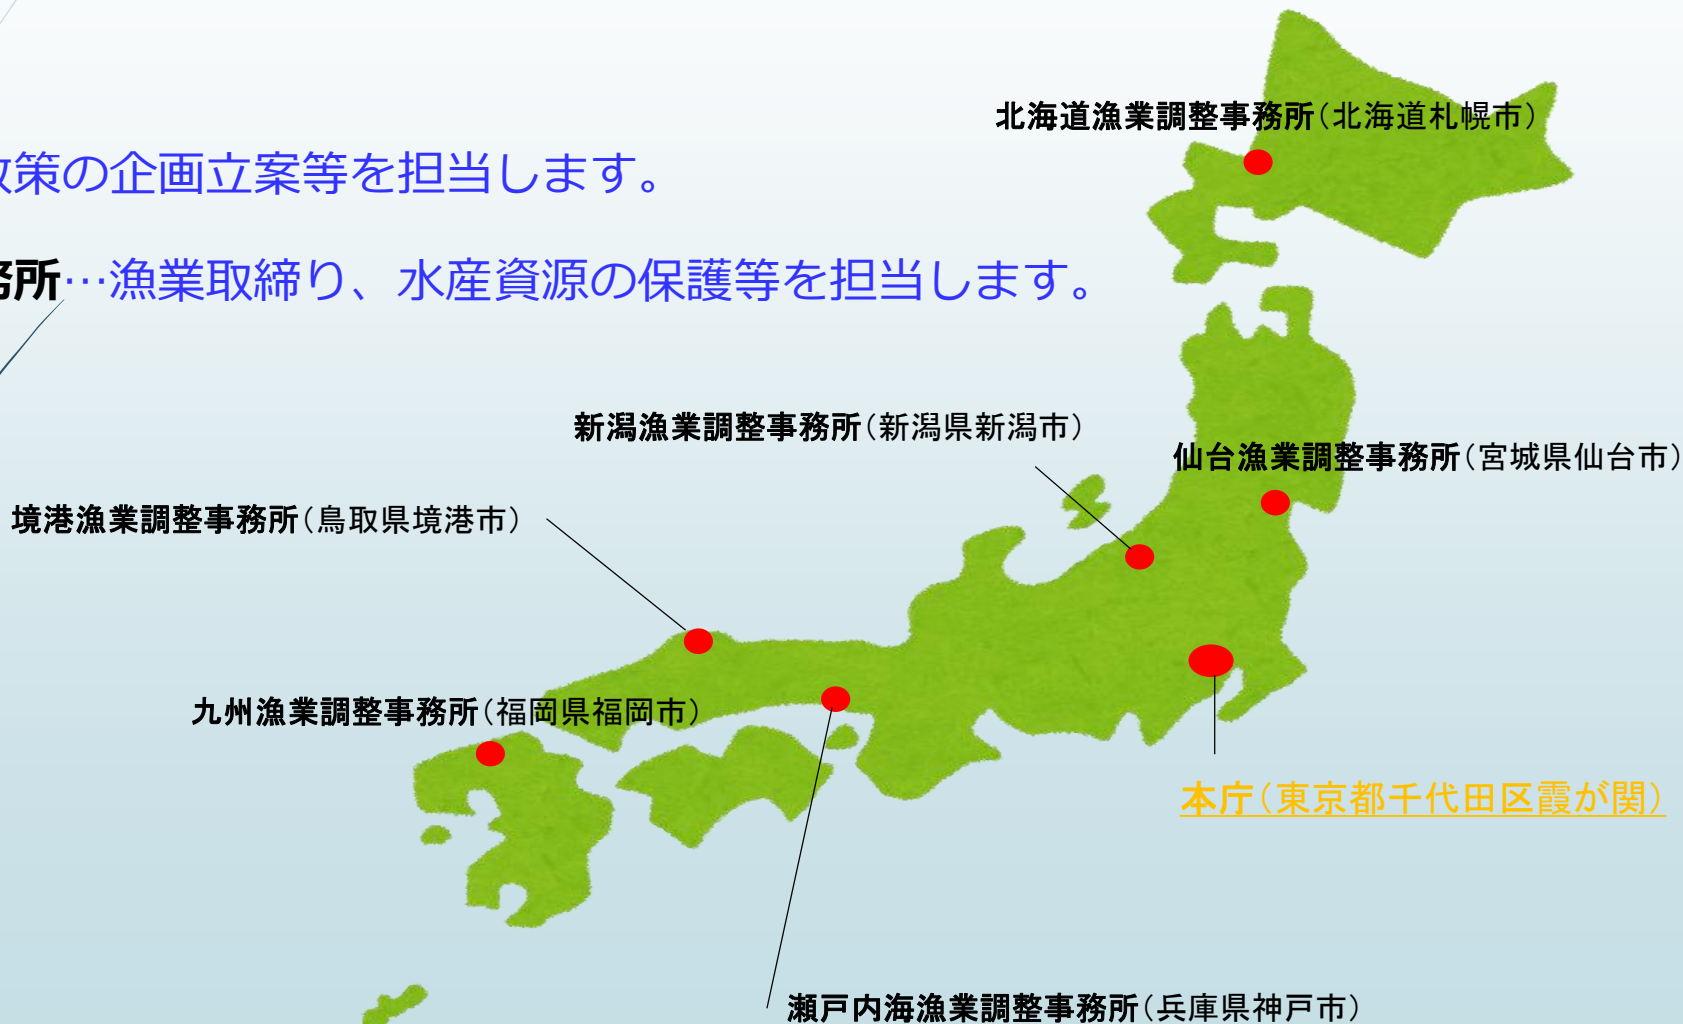 北海道漁業調整事務所(北海道札幌市)
政策の企画立案等を担当します。
務所…漁業取締り、水産資源の保護等を担当します。
新潟漁業調整事務所(新潟県新潟市)
仙台漁業調整事務所(宮城県仙台市)
境港漁業調整事務所(鳥取県境港市)
九州漁業調整事務所(福岡県福岡市)
本庁(東京都千代田区霞が関)
瀬戸内海漁業調整事務所(兵庫県神戸市)